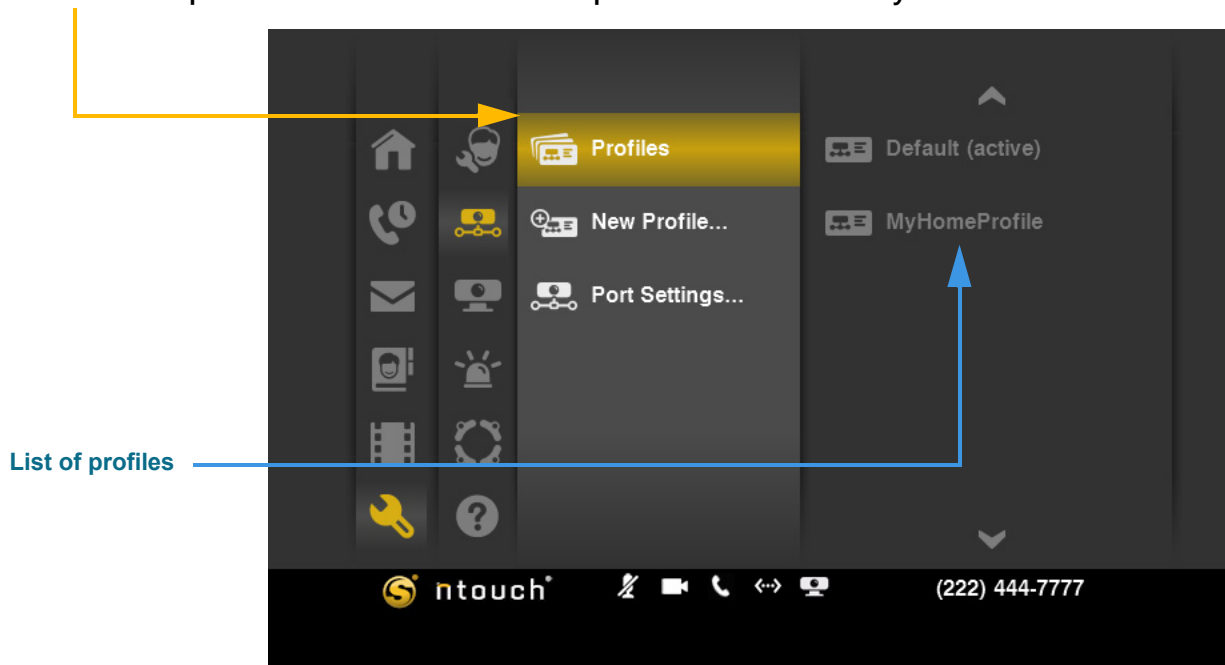 Profiles
Default (active)
New Profile...
MyHomeProfile
Port Settings...
List of profiles
ntouch
(222) 444-7777